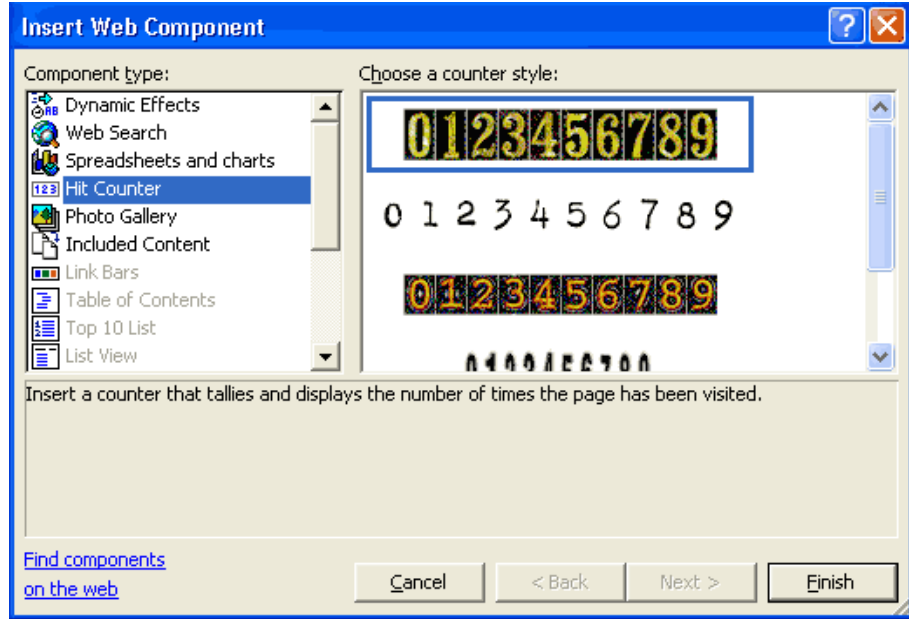 Insert Web Component
Component type:
Choose a counter style:
Dynamic Effects
Web Search
Spreadsheets and charts
123 Hit Counter
Photo Gallery
Included Content
Link Bars
Table of Contents
Top 10 List
List View
0123456789
0 1 2 3 4 5 6 7 8 9
0123456789
Insert a counter that tallies and displays the number of times the page has been visited.
Find components
on the web
Cancel
< Back
Next >
Finish